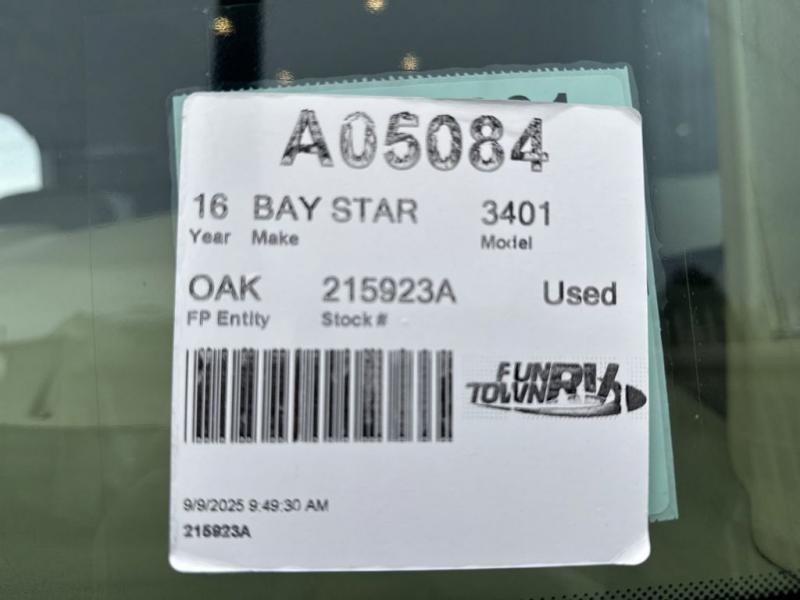 A05084
16 BAY STAR 3401
Year Make Model
OAK 215923A Used
FP Entity Stock #
FUN
TOWN RV
9/9/2025 9:49:30 AM
215923A